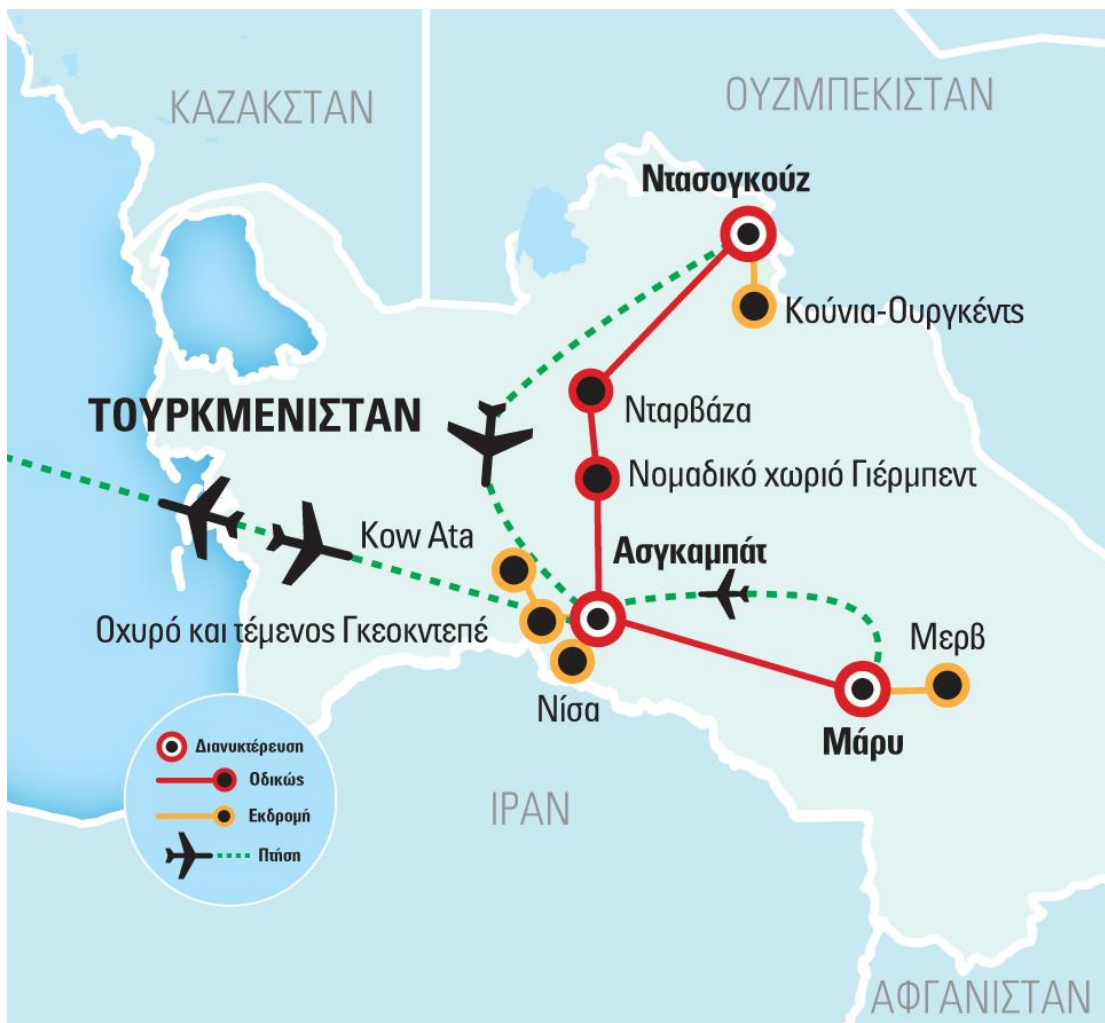 ΚΑΖΑΚΣΤΑΝ
ΟΥΖΜΠΕΚΙΣΤΑΝ
Ντασογκούζ
Κούνια-Ουργκέντς
ΤΟΥΡΚΜΕΝΙΣΤΑΝ
Νταρβάζα
Νομαδικό χωριό Γιέρμπεντ
Kow Ata
Ασγκαμπάτ
Οχυρό και τέμενος Γκεοκντεπέ
Μερβ
Νίσα
Μάρυ
Διανυκτέρευση
Οδικώς
Εκδρομή
Πτήση
ΙΡΑΝ
ΑΦΓΑΝΙΣΤΑΝ